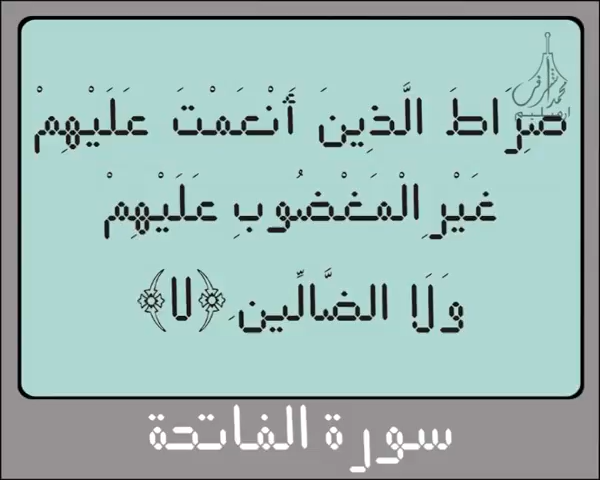 صِرَاطَ الَّذِينَ أَنْعَمْتَ عَلَيْهِمْ
غَيْرِ الْمَغْضُوبِ عَلَيْهِمْ
وَلَا الضَّالِّينَ ﴿٧﴾
سورة الفاتحة